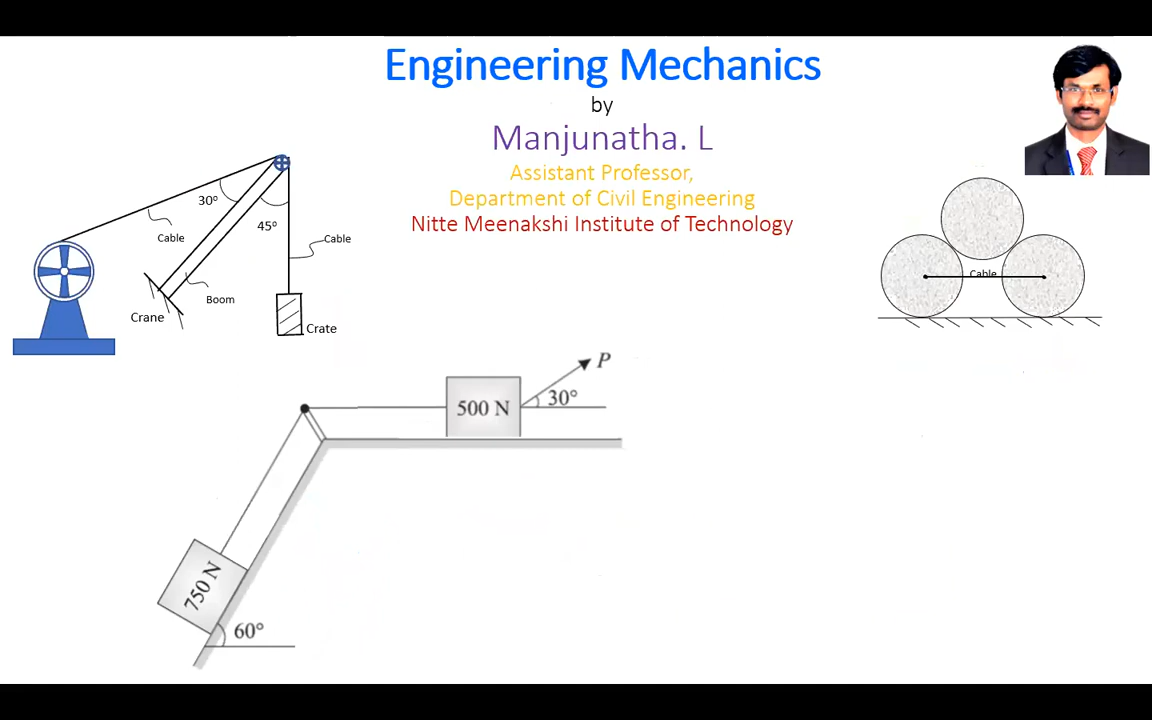 Engineering Mechanics
by
Manjunatha. L
Assistant Professor,
Department of Civil Engineering
Nitte Meenakshi Institute of Technology
30°
45°
Cable
Cable
Boom
Crane
Crate
Cable
P
500 N
30°
750 N
60°